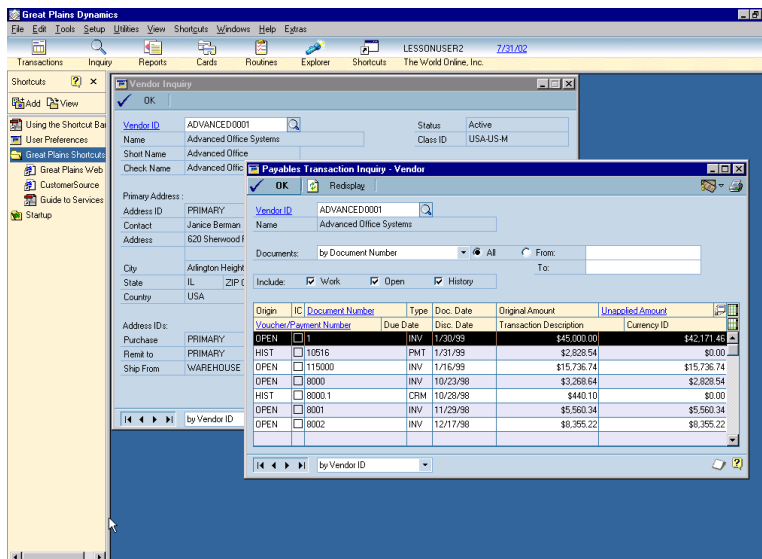 Great Plains Dynamics
File Edit Tools Setup Utilities View Shortcuts Windows Help Extras
LESSONUSER2 7/31/02
Transactions Inquiry Reports Cards Routines Explorer Shortcuts The World Online, Inc.
Shortcuts
Add View
Using the Shortcut Bar
User Preferences
Great Plains Shortcuts
Great Plains Web
CustomerSource
Guide to Services
Startup
Vendor Inquiry
OK
Vendor ID ADVANCED0001 Status Active
Name Advanced Office Systems Class ID USA-US-M
Short Name Advanced Office
Check Name Advanced Offic
Primary Address:
Address ID PRIMARY
Contact Janice Berman
Address 620 Sherwood
City Arlington Height
State IL ZIP
Country USA
Address IDs:
Purchase PRIMARY
Remit to PRIMARY
Ship From WAREHOUSE
by Vendor ID
Payables Transaction Inquiry - Vendor
OK Redisplay
Vendor ID ADVANCED0001
Name Advanced Office Systems
Documents: by Document Number All From:
To:
Include: Work Open History
Origin IC Document Number Type Doc. Date Original Amount Unapplied Amount
Voucher/Payment Number Due Date Disc. Date Transaction Description Currency ID
OPEN 1 INV 1/30/99 $45,000.00 $42,171.46
HIST 10516 PMT 1/31/99 $2,828.54 $0.00
OPEN 115000 INV 1/16/99 $15,736.74 $15,736.74
OPEN 8000 INV 10/23/98 $3,268.64 $2,828.54
HIST 8000.1 CRM 10/28/98 $440.10 $0.00
OPEN 8001 INV 11/29/98 $5,560.34 $5,560.34
OPEN 8002 INV 12/17/98 $8,355.22 $8,355.22
by Vendor ID